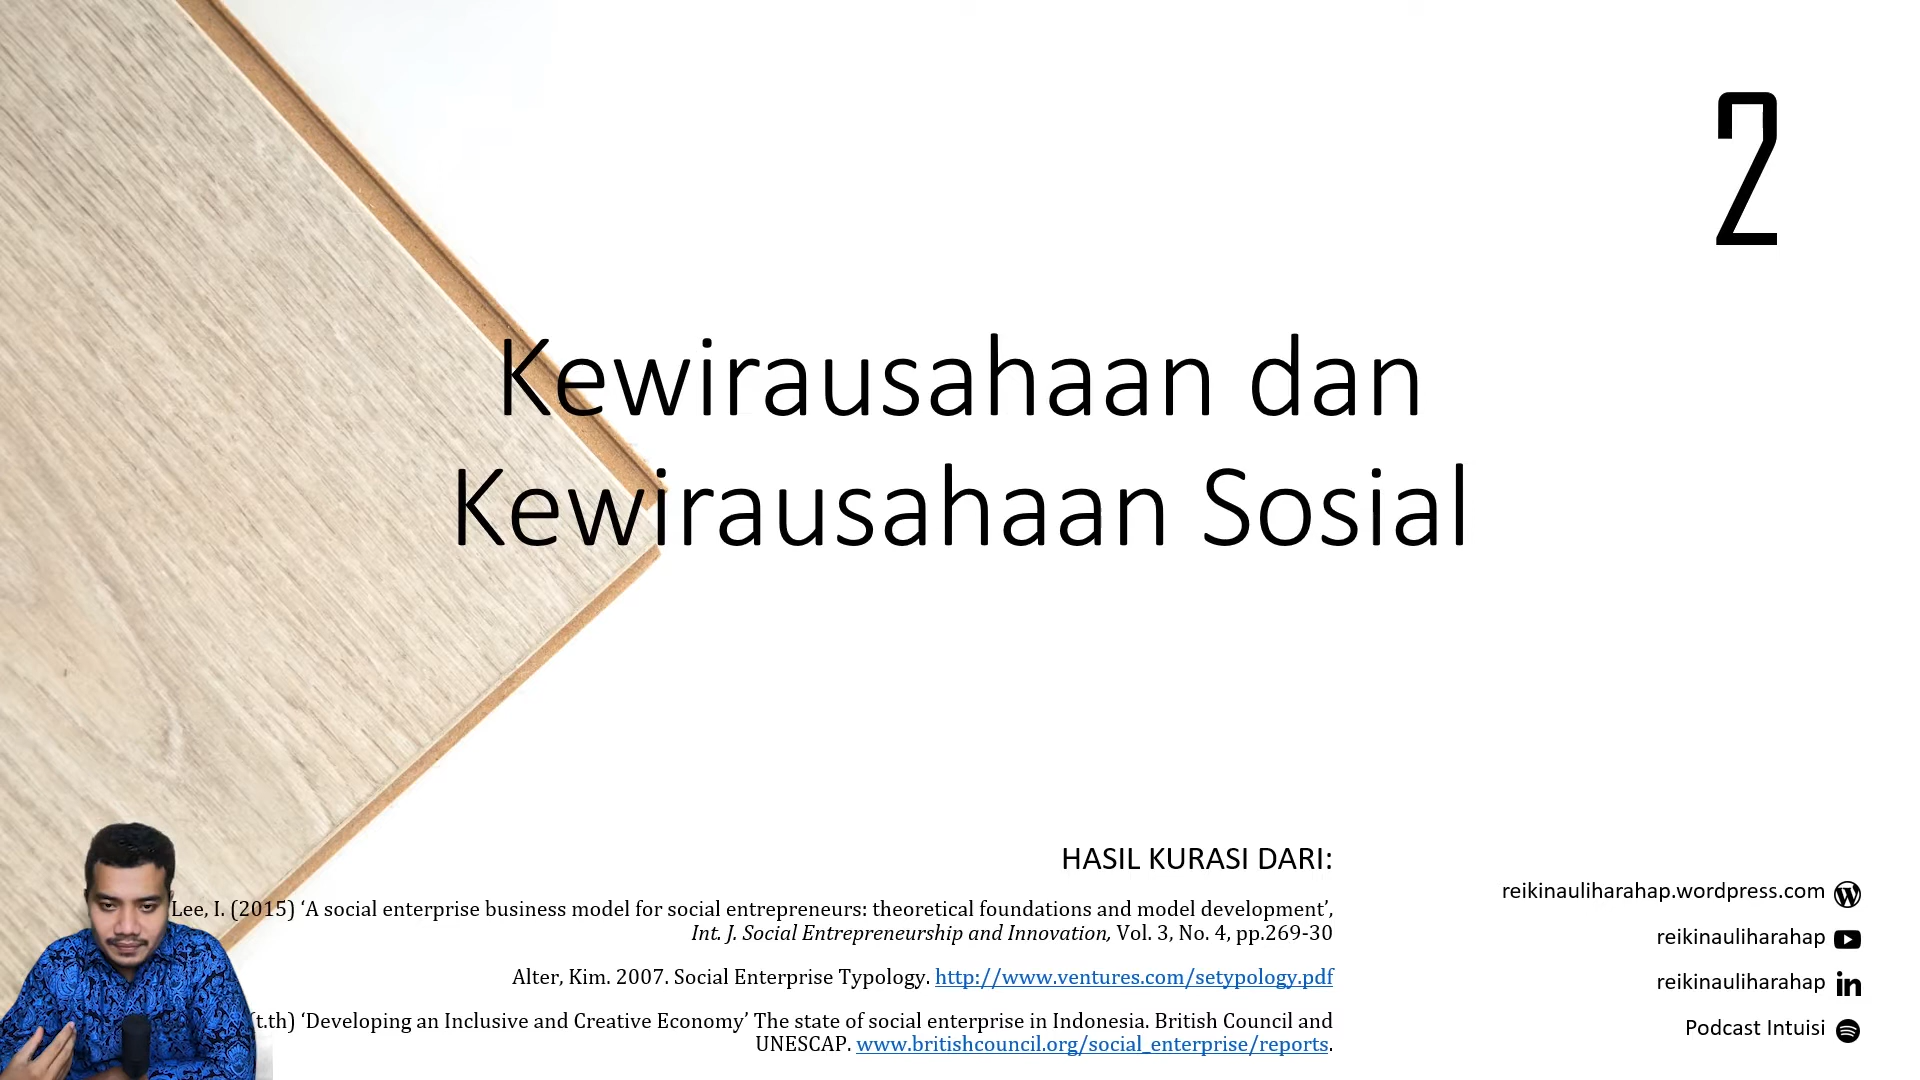 2
Kewirausahaan dan
Kewirausahaan Sosial
HASIL KURASI DARI:
Lee, I. (2015) ‘A social enterprise business model for social entrepreneurs: theoretical foundations and model development’,
Int. J. Social Entrepreneurship and Innovation, Vol. 3, No. 4, pp.269-30
Alter, Kim. 2007. Social Enterprise Typology. http://www.ventures.com/setypology.pdf
(t.th) ‘Developing an Inclusive and Creative Economy’ The state of social enterprise in Indonesia. British Council and
UNESCAP. www.britishcouncil.org/social_enterprise/reports.
reikinauliharahap.wordpress.com
reikinauliharahap
reikinauliharahap
Podcast Intuisi